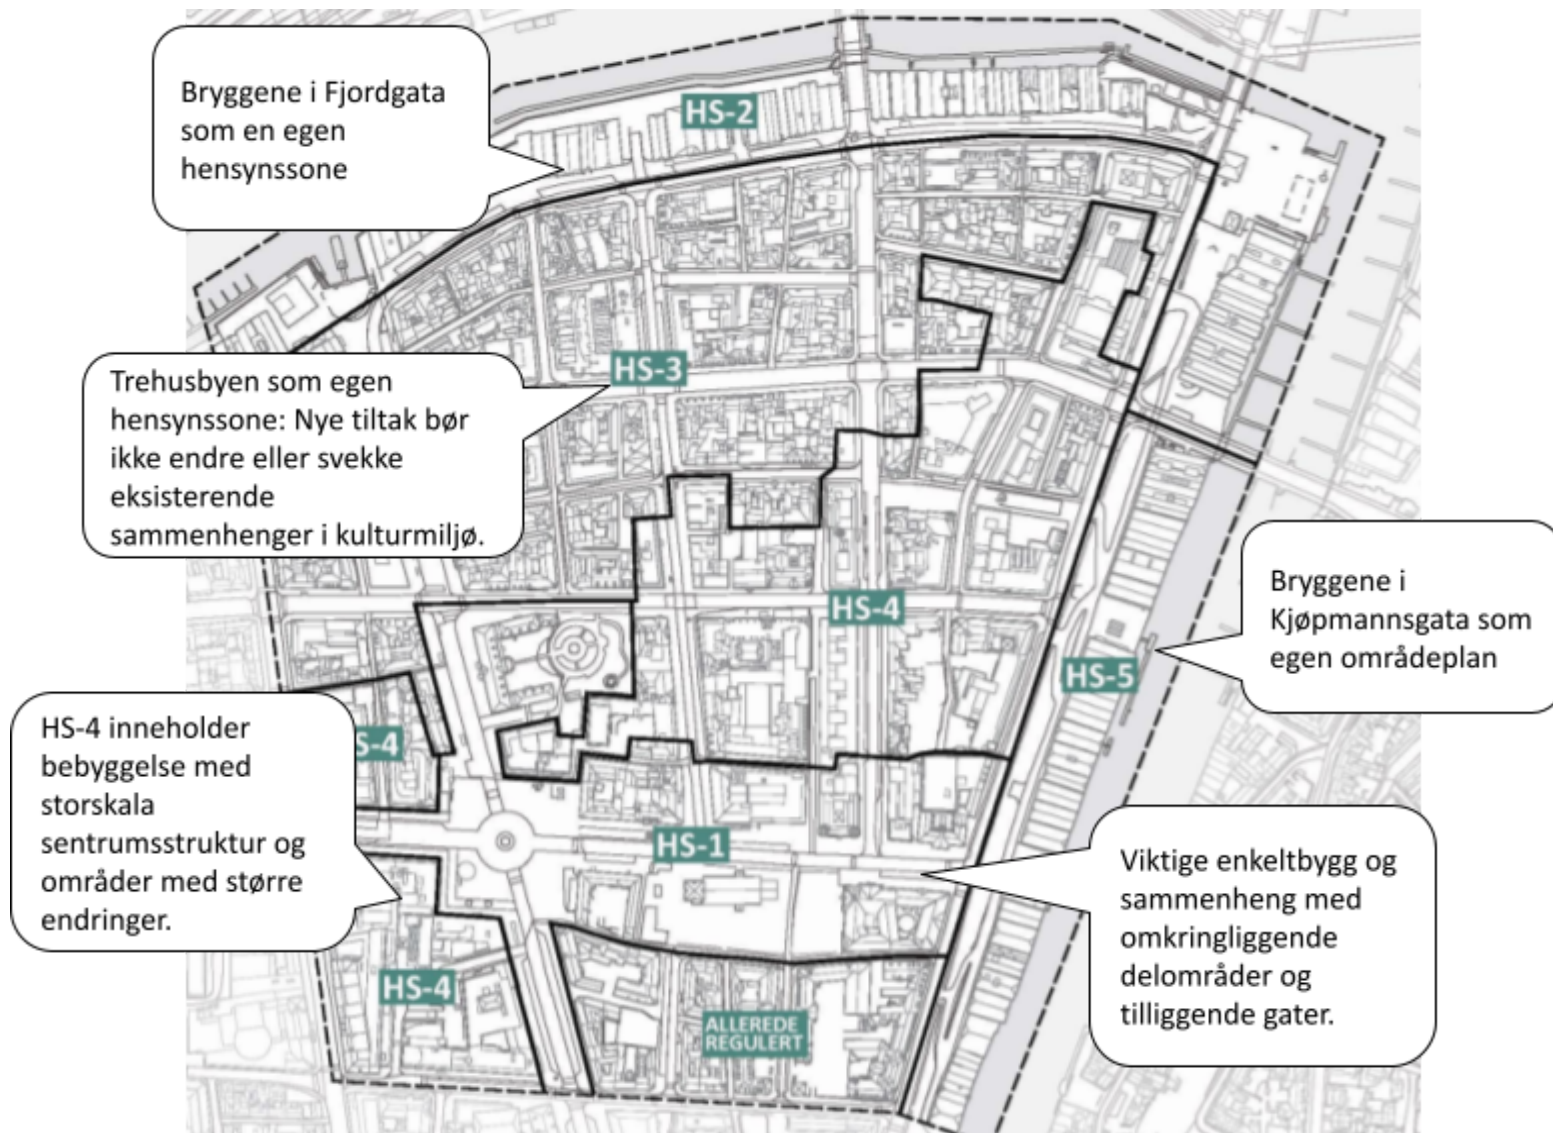 Bryggene i Fjordgata
som en egen
hensynssone
HS-2
HS-3
Trehusbyen som egen
hensynssone: Nye tiltak bør
ikke endre eller svekke
eksisterende
sammenhenger i kulturmiljø.
HS-4
Bryggene i
Kjøpmannsgata som
egen områdeplan
HS-5
HS-4 inneholder
bebyggelse med
storskala
sentrumsstruktur og
områder med større
endringer.
S-4
HS-1
Viktige enkeltbygg og
sammenheng med
omkringliggende
delområder og
tilliggende gater.
HS-4
ALLEREDE
REGULERT